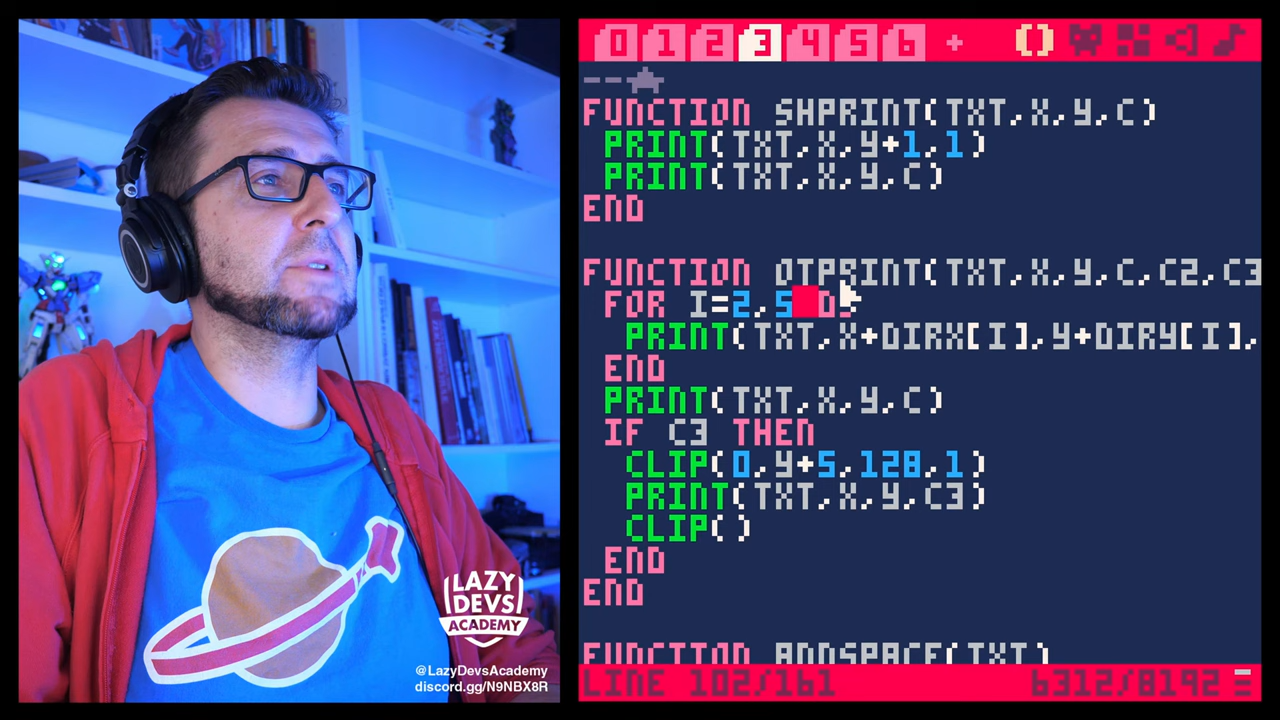 LAZY
DEVS
ACADEMY
@LazyDevsAcademy
discord.gg/N9NBX8R
0 1 2 3 4 5 6 +
--
FUNCTION SHPRINT(TXT,X,Y,C)
PRINT(TXT,X,Y+1,1)
PRINT(TXT,X,Y,C)
END
FUNCTION OTPRINT(TXT,X,Y,C,C2,C3
FOR I=2,5 DO
PRINT(TXT,X+DIRX[I],Y+DIRY[I],
END
PRINT(TXT,X,Y,C)
IF C3 THEN
CLIP(0,Y+5,128,1)
PRINT(TXT,X,Y,C3)
CLIP()
END
END
FUNCTION ADDSPACE(TXT)
LINE 102/161
6312/8192